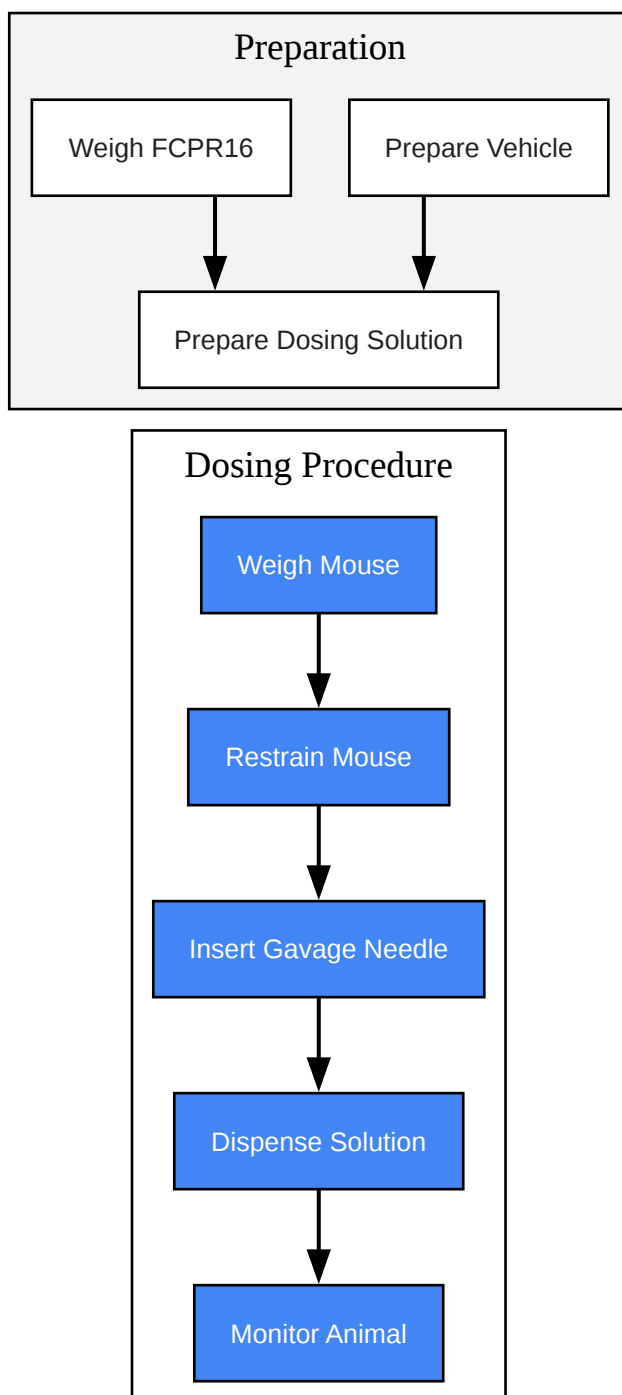 Preparation
Weigh FCPR16
Prepare Vehicle
Prepare Dosing Solution
Dosing Procedure
Weigh Mouse
Restrain Mouse
Insert Gavage Needle
Dispense Solution
Monitor Animal